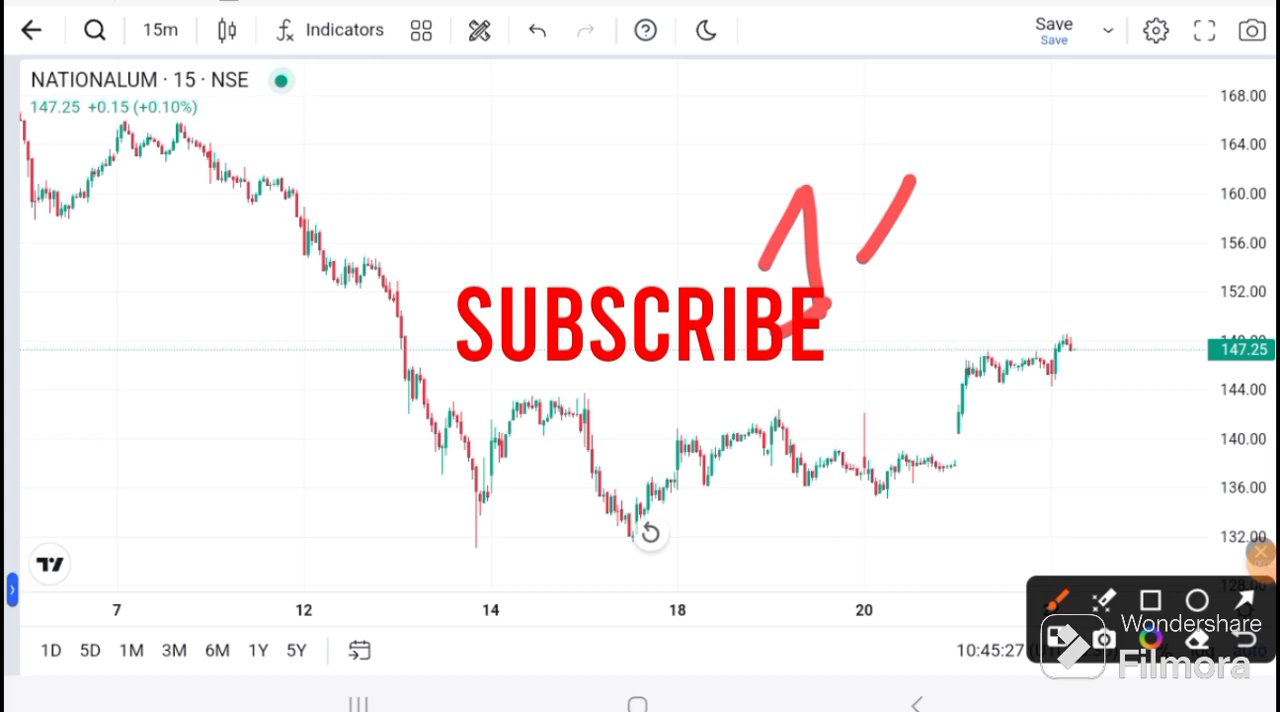 15m Indicators Save
Save
NATIONALUM · 15 · NSE
147.25 +0.15 (+0.10%)
168.00
164.00
160.00
156.00
152.00
SUBSCRIBE
147.25
144.00
140.00
136.00
132.00
128.00
7 12 14 18 20
1D 5D 1M 3M 6M 1Y 5Y 10:45:27
Wondershare
Filmora